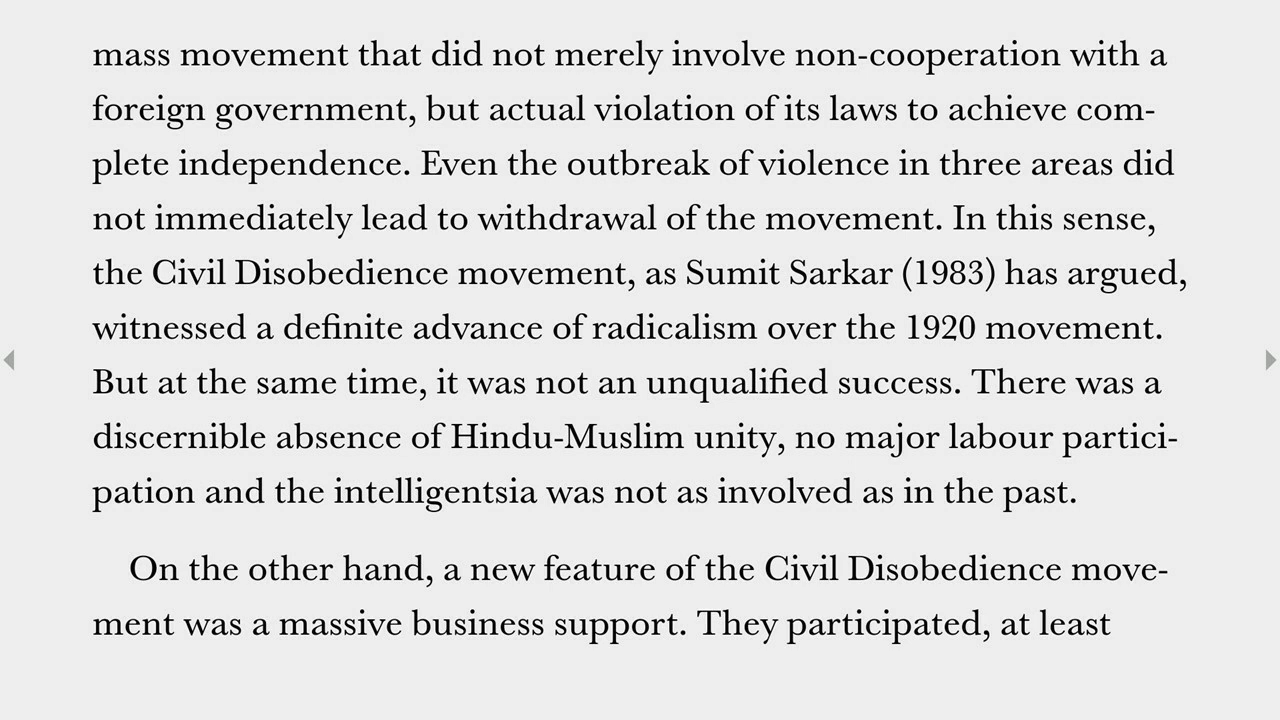 mass movement that did not merely involve non-cooperation with a
foreign government, but actual violation of its laws to achieve com-
plete independence. Even the outbreak of violence in three areas did
not immediately lead to withdrawal of the movement. In this sense,
the Civil Disobedience movement, as Sumit Sarkar (1983) has argued,
witnessed a definite advance of radicalism over the 1920 movement.
But at the same time, it was not an unqualified success. There was a
discernible absence of Hindu-Muslim unity, no major labour partici-
pation and the intelligentsia was not as involved as in the past.
On the other hand, a new feature of the Civil Disobedience move-
ment was a massive business support. They participated, at least